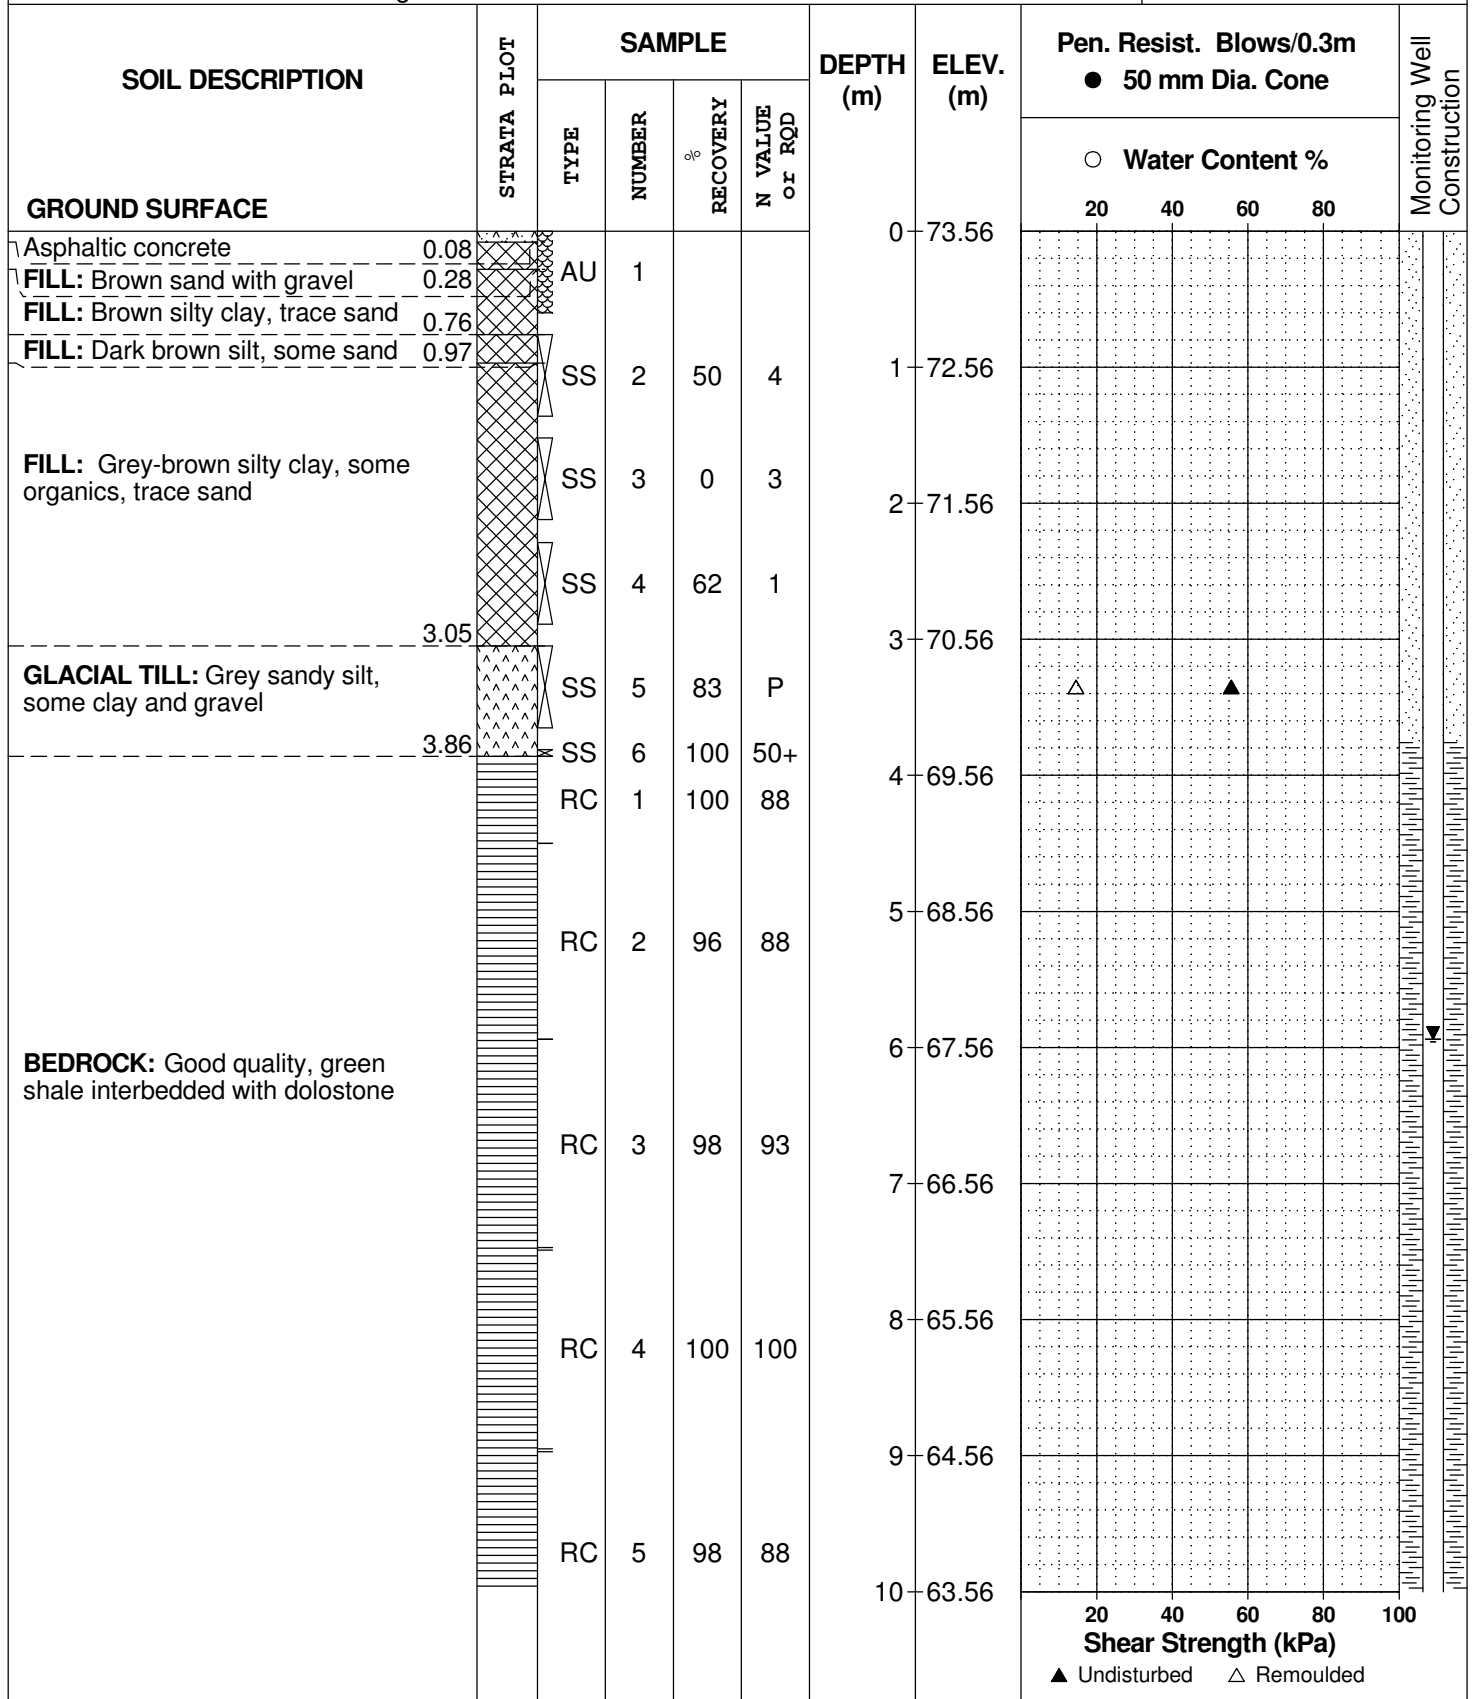 SOIL DESCRIPTION
GROUND SURFACE
STRATA PLOT
SAMPLE
TYPE
NUMBER
%
RECOVERY
N VALUE
or RQD
DEPTH
(m)
ELEV.
(m)
Pen. Resist. Blows/0.3m
● 50 mm Dia. Cone
○ Water Content %
20 40 60 80
Monitoring Well
Construction
0 73.56
Asphaltic concrete 0.08
FILL: Brown sand with gravel 0.28
AU 1
FILL: Brown silty clay, trace sand 0.76
FILL: Dark brown silt, some sand 0.97
1 72.56
SS 2 50 4
FILL: Grey-brown silty clay, some
organics, trace sand
SS 3 0 3
2 71.56
SS 4 62 1
3.05
3 70.56
GLACIAL TILL: Grey sandy silt,
some clay and gravel
SS 5 83 P
3.86
SS 6 100 50+
4 69.56
RC 1 100 88
5 68.56
RC 2 96 88
6 67.56
BEDROCK: Good quality, green
shale interbedded with dolostone
RC 3 98 93
7 66.56
8 65.56
RC 4 100 100
9 64.56
RC 5 98 88
10 63.56
20 40 60 80 100
Shear Strength (kPa)
▲ Undisturbed △ Remoulded